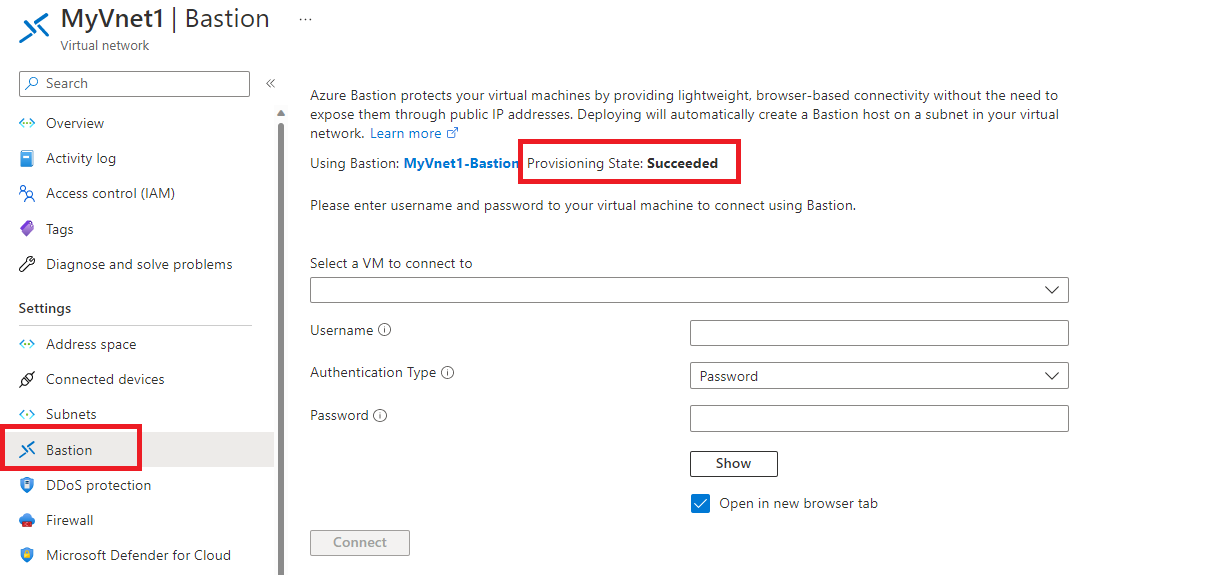 MyVnet1 | Bastion ...
Virtual network
Search
Overview
Activity log
Access control (IAM)
Tags
Diagnose and solve problems
Settings
Address space
Connected devices
Subnets
Bastion
DDoS protection
Firewall
Microsoft Defender for Cloud
Azure Bastion protects your virtual machines by providing lightweight, browser-based connectivity without the need to
expose them through public IP addresses. Deploying will automatically create a Bastion host on a subnet in your virtual
network. Learn more
Using Bastion: MyVnet1-Bastion Provisioning State: Succeeded
Please enter username and password to your virtual machine to connect using Bastion.
Select a VM to connect to
Username
Authentication Type
Password
Password
Show
Open in new browser tab
Connect